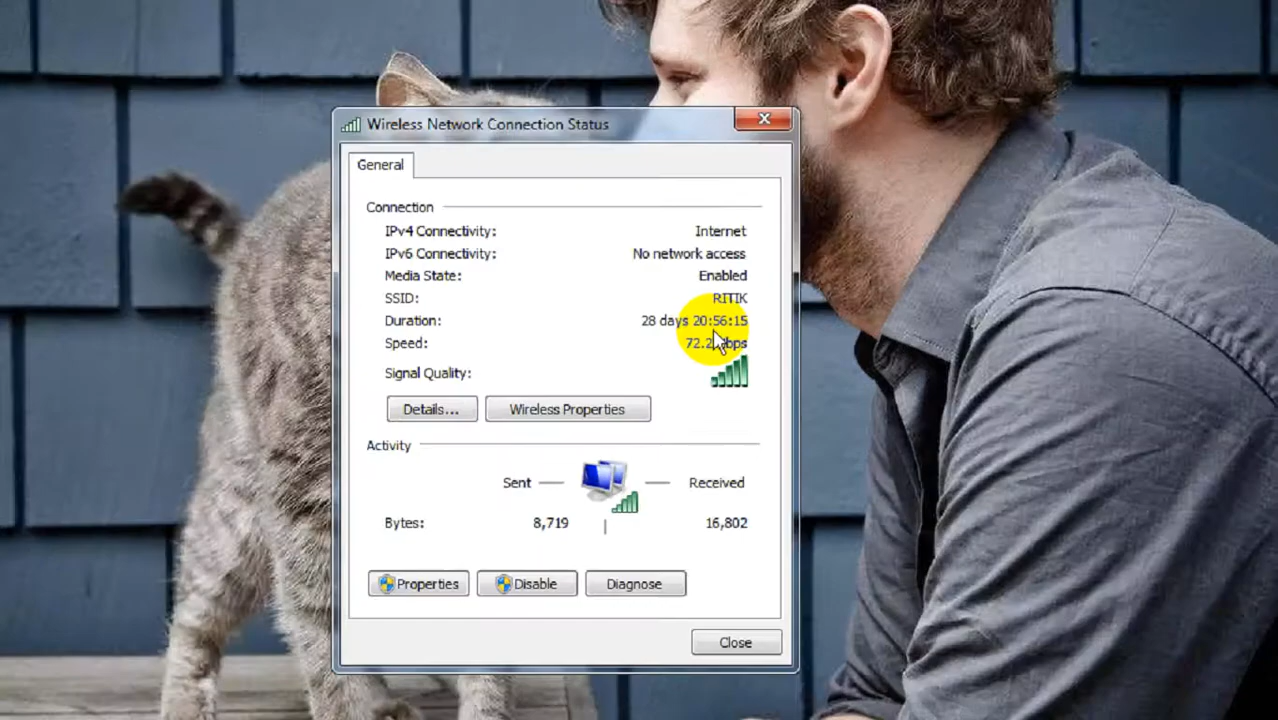 Wireless Network Connection Status
General
Connection
IPv4 Connectivity: Internet
IPv6 Connectivity: No network access
Media State: Enabled
SSID: RITIK
Duration: 28 days 20:56:15
Speed: 72.2
Signal Quality:
Details... Wireless Properties
Activity
Sent Received
Bytes: 8,719 16,802
Properties Disable Diagnose
Close